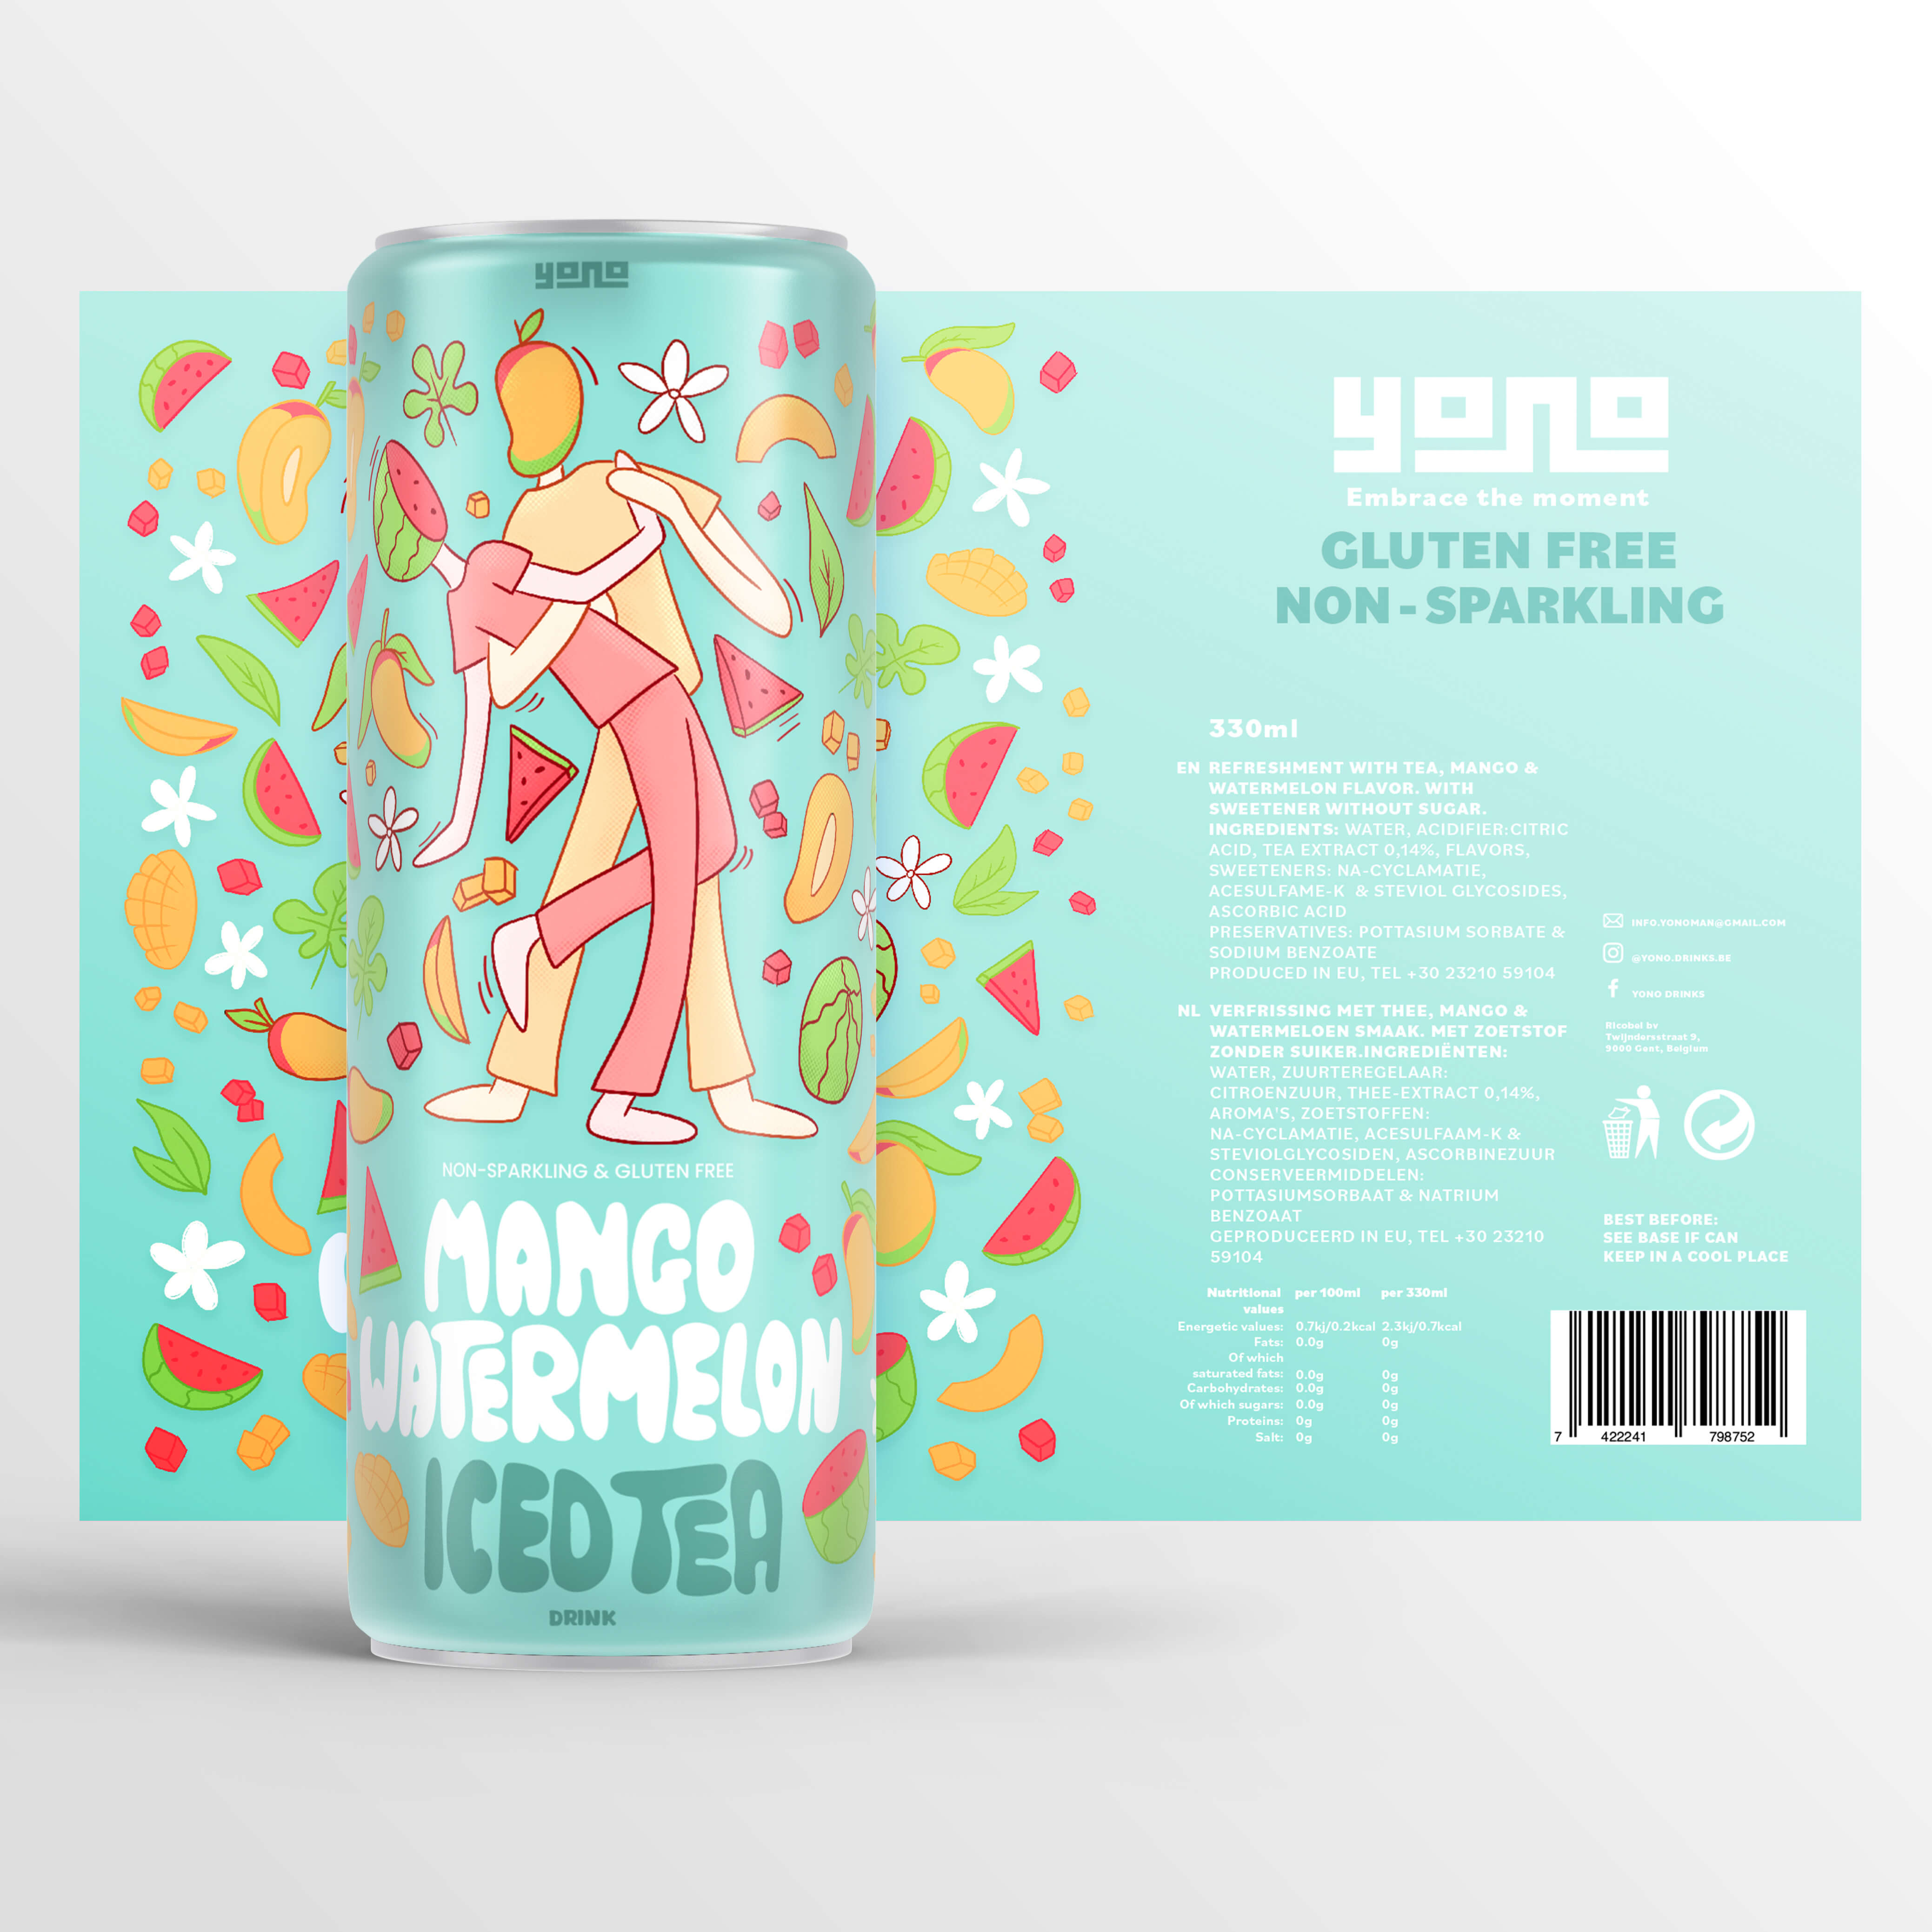 yono
NON-SPARKLING & GLUTEN FREE
MANGO
WATERMELON
ICED TEA
DRINK
yono
Embrace the moment
GLUTEN FREE
NON-SPARKLING
330ml
EN REFRESHMENT WITH TEA, MANGO &
WATERMELON FLAVOR. WITH
SWEETENER WITHOUT SUGAR.
INGREDIENTS: WATER, ACIDIFIER:CITRIC
ACID, TEA EXTRACT 0,14%, FLAVORS,
SWEETENERS: NA-CYCLAMATIE,
ACESULFAME-K & STEVIOL GLYCOSIDES,
ASCORBIC ACID
PRESERVATIVES: POTTASIUM SORBATE &
SODIUM BENZOATE
PRODUCED IN EU, TEL +30 23210 59104
NL VERFRISSING MET THEE, MANGO &
WATERMELOEN SMAAK. MET ZOETSTOF
ZONDER SUIKER.INGREDIËNTEN:
WATER, ZUURTEREGELAAR:
CITROENZUUR, THEE-EXTRACT 0,14%,
AROMA'S, ZOETSTOFFEN:
NA-CYCLAMATIE, ACESULFAAM-K &
STEVIOLGLYCOSIDEN, ASCORBINEZUUR
CONSERVEERMIDDELEN:
POTTASIUMSORBAAT & NATRIUM
BENZOAAT
GEPRODUCEERD IN EU, TEL +30 23210
59104
Nutritional values per 100ml per 330ml
Energetic values: 0.7kj/0.2kcal 2.3kj/0.7kcal
Fats: 0.0g 0g
Of which
saturated fats: 0.0g 0g
Carbohydrates: 0.0g 0g
Of which sugars: 0.0g 0g
Proteins: 0g 0g
Salt: 0g 0g
INFO.YONOMAN@GMAIL.COM
@YONO.DRINKS.BE
YONO DRINKS
Ricobel bv
Twijndersstraat 9,
9000 Gent, Belgium
BEST BEFORE:
SEE BASE IF CAN
KEEP IN A COOL PLACE
7 422241 798752